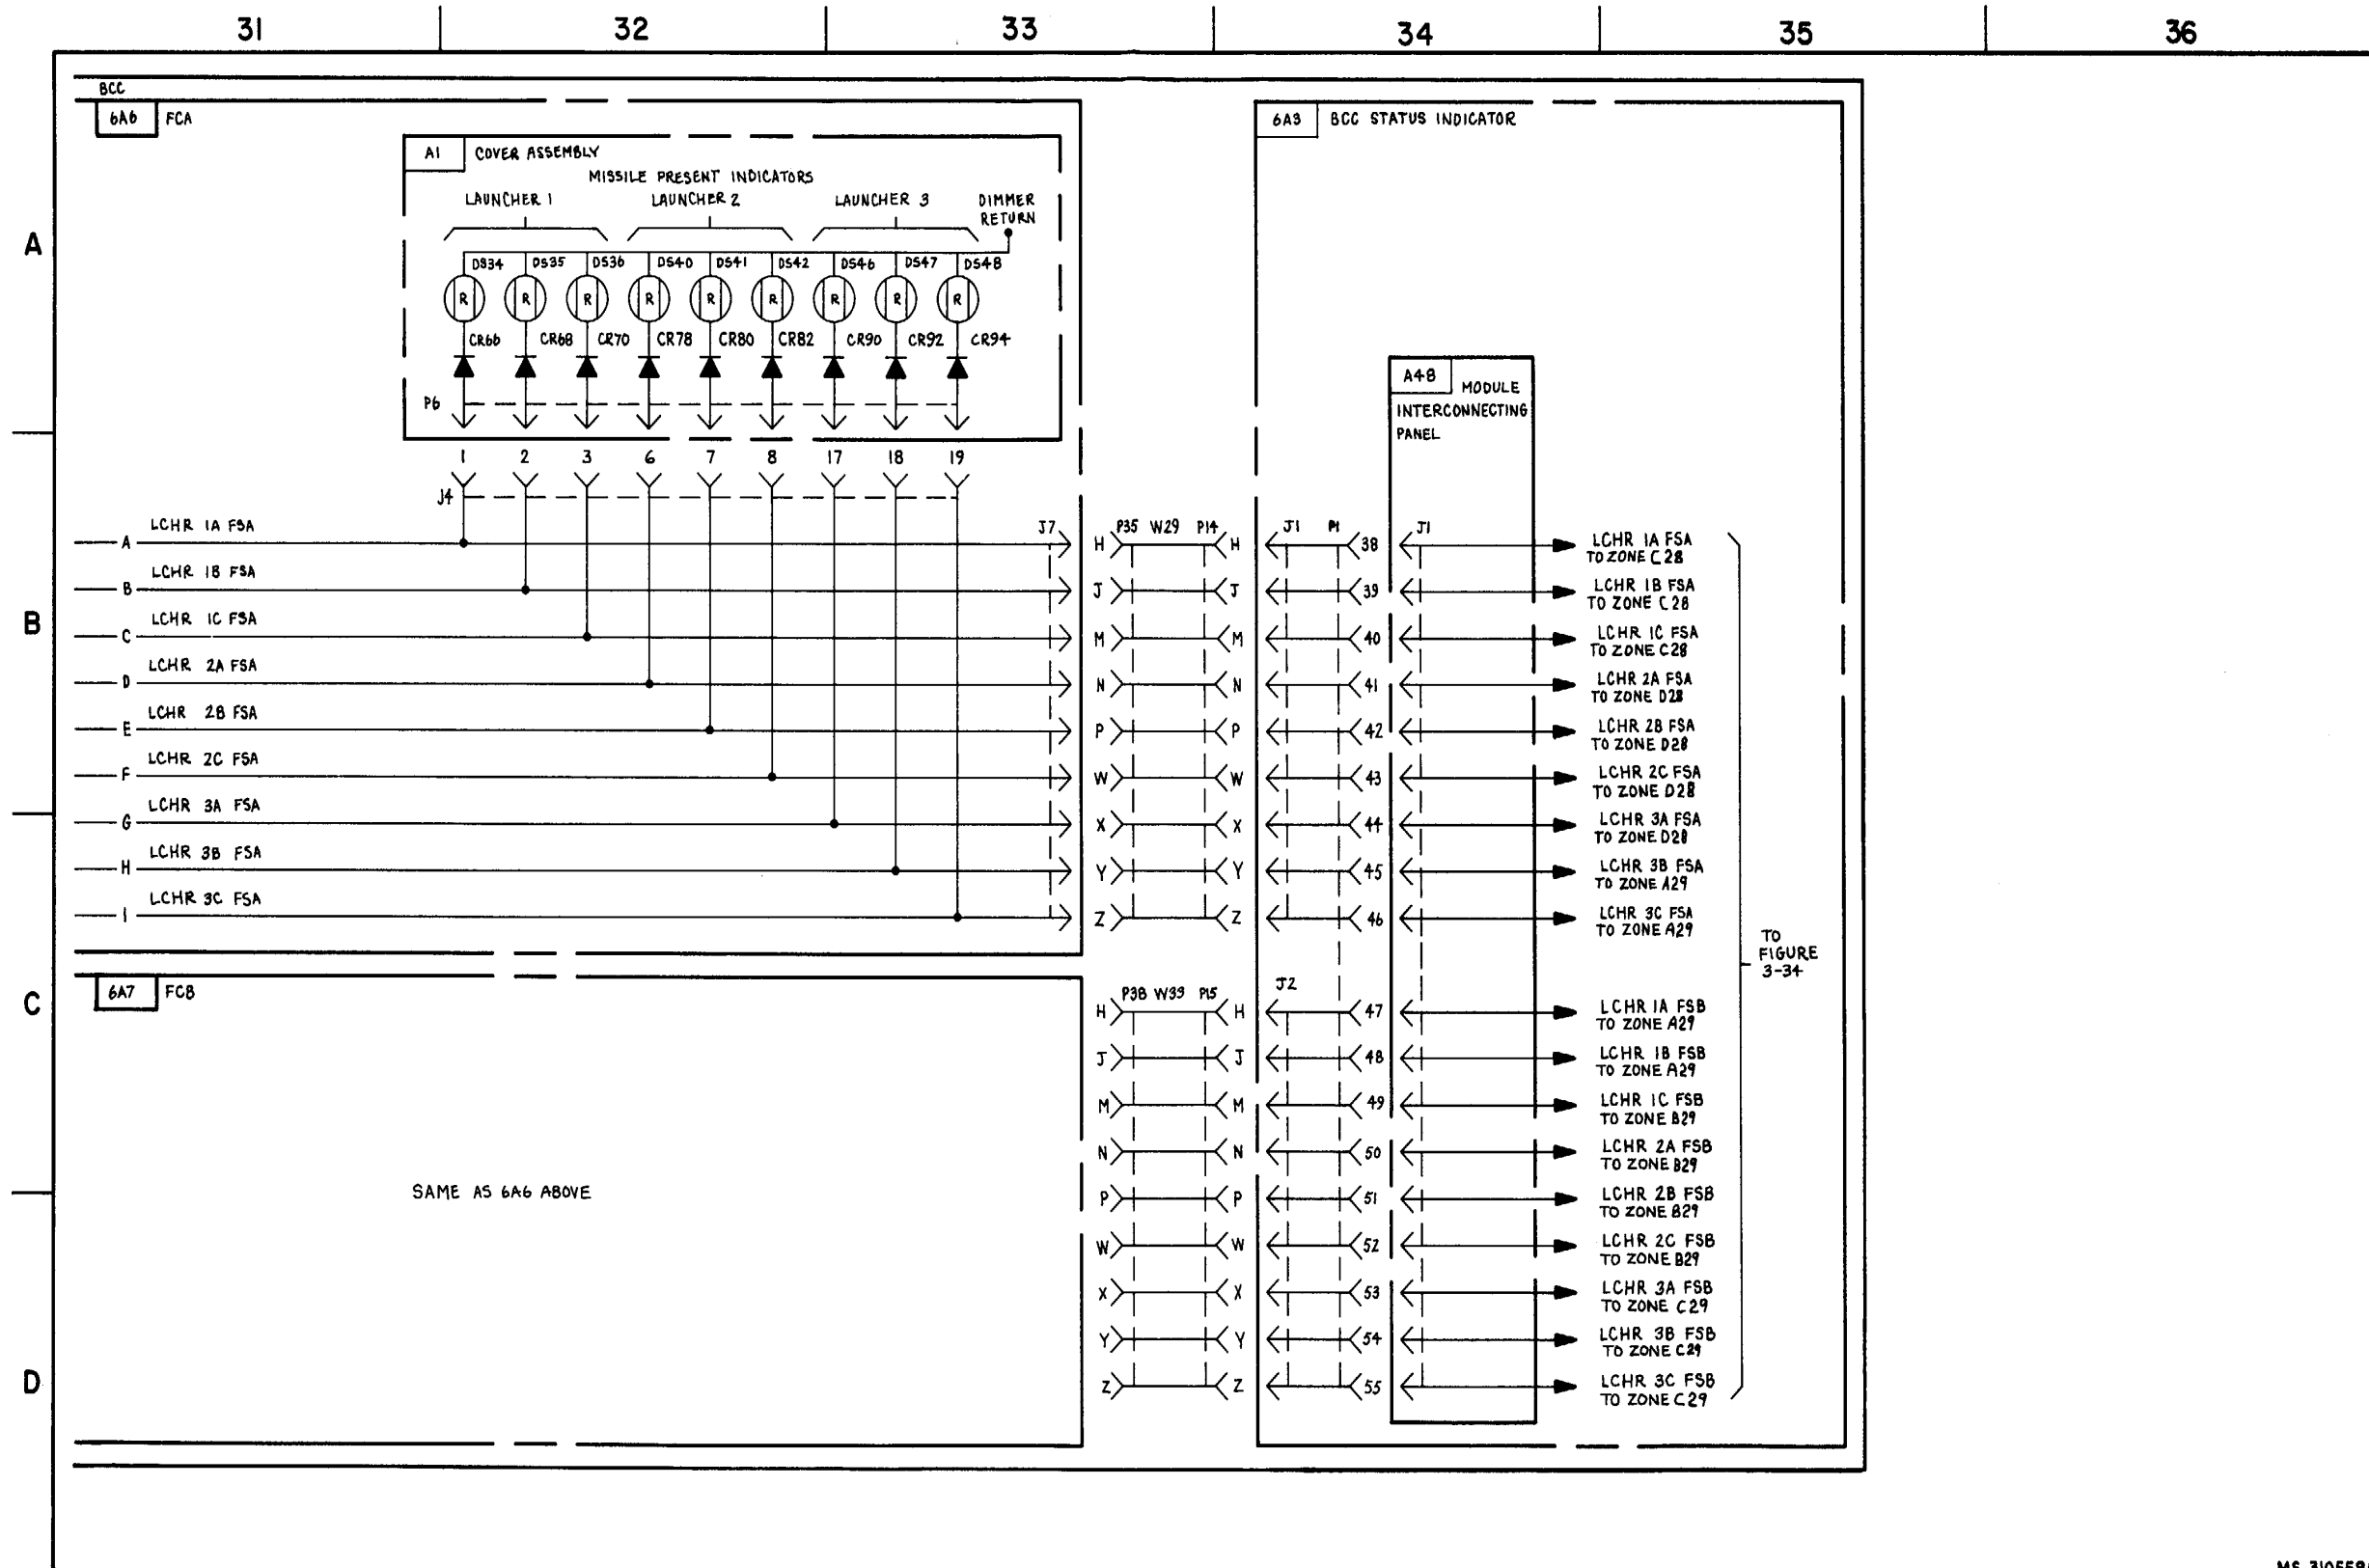 31 32 33 34 35 36
BCC
6A6 FCA
6A3 BCC STATUS INDICATOR
A1 COVER ASSEMBLY
MISSILE PRESENT INDICATORS
LAUNCHER 1 LAUNCHER 2 LAUNCHER 3 DIMMER
RETURN
A
DS34 DS35 DS36 DS40 DS41 DS42 DS46 DS47 DS48
R R R R R R R R R
CR66 CR68 CR70 CR78 CR80 CR82 CR90 CR92 CR94
A48 MODULE
INTERCONNECTING
PANEL
P6
1 2 3 6 7 8 17 18 19
J4
J7 P35 W29 P14 J1 P1 J1
A LCHR 1A FSA H H 38 LCHR 1A FSA
TO ZONE C28
B LCHR 1B FSA J J 39 LCHR 1B FSA
TO ZONE C28
B
C LCHR 1C FSA M M 40 LCHR 1C FSA
TO ZONE C28
D LCHR 2A FSA N N 41 LCHR 2A FSA
TO ZONE D28
E LCHR 2B FSA P P 42 LCHR 2B FSA
TO ZONE D28
F LCHR 2C FSA W W 43 LCHR 2C FSA
TO ZONE D28
G LCHR 3A FSA X X 44 LCHR 3A FSA
TO ZONE D28
H LCHR 3B FSA Y Y 45 LCHR 3B FSA
TO ZONE A29
I LCHR 3C FSA Z Z 46 LCHR 3C FSA
TO ZONE A29
TO
FIGURE
3-34
C
6A7 FCB
P38 W33 P15 J2
H H 47 LCHR 1A FSB
TO ZONE A29
J J 48 LCHR 1B FSB
TO ZONE A29
M M 49 LCHR 1C FSB
TO ZONE B29
N N 50 LCHR 2A FSB
TO ZONE B29
SAME AS 6A6 ABOVE
P P 51 LCHR 2B FSB
TO ZONE B29
W W 52 LCHR 2C FSB
TO ZONE B29
X X 53 LCHR 3A FSB
TO ZONE C29
Y Y 54 LCHR 3B FSB
TO ZONE C29
D
Z Z 55 LCHR 3C FSB
TO ZONE C29